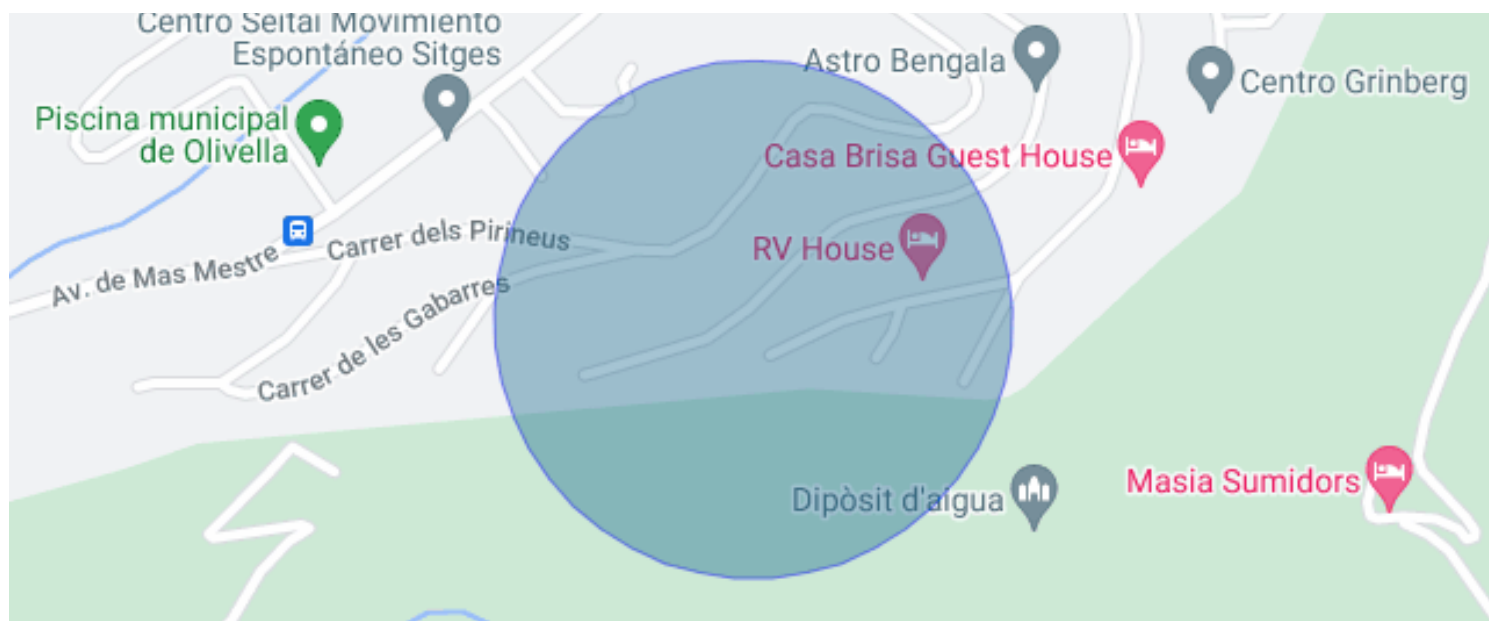 Centro Seitai Movimiento
Espontáneo Sitges
Astro Bengala
Centro Grinberg
Piscina municipal
de Olivella
Casa Brisa Guest House
RV House
Carrer dels Pirineus
Av. de Mas Mestre
Carrer de les Gabarres
Masia Sumidors
Dipòsit d'aigua